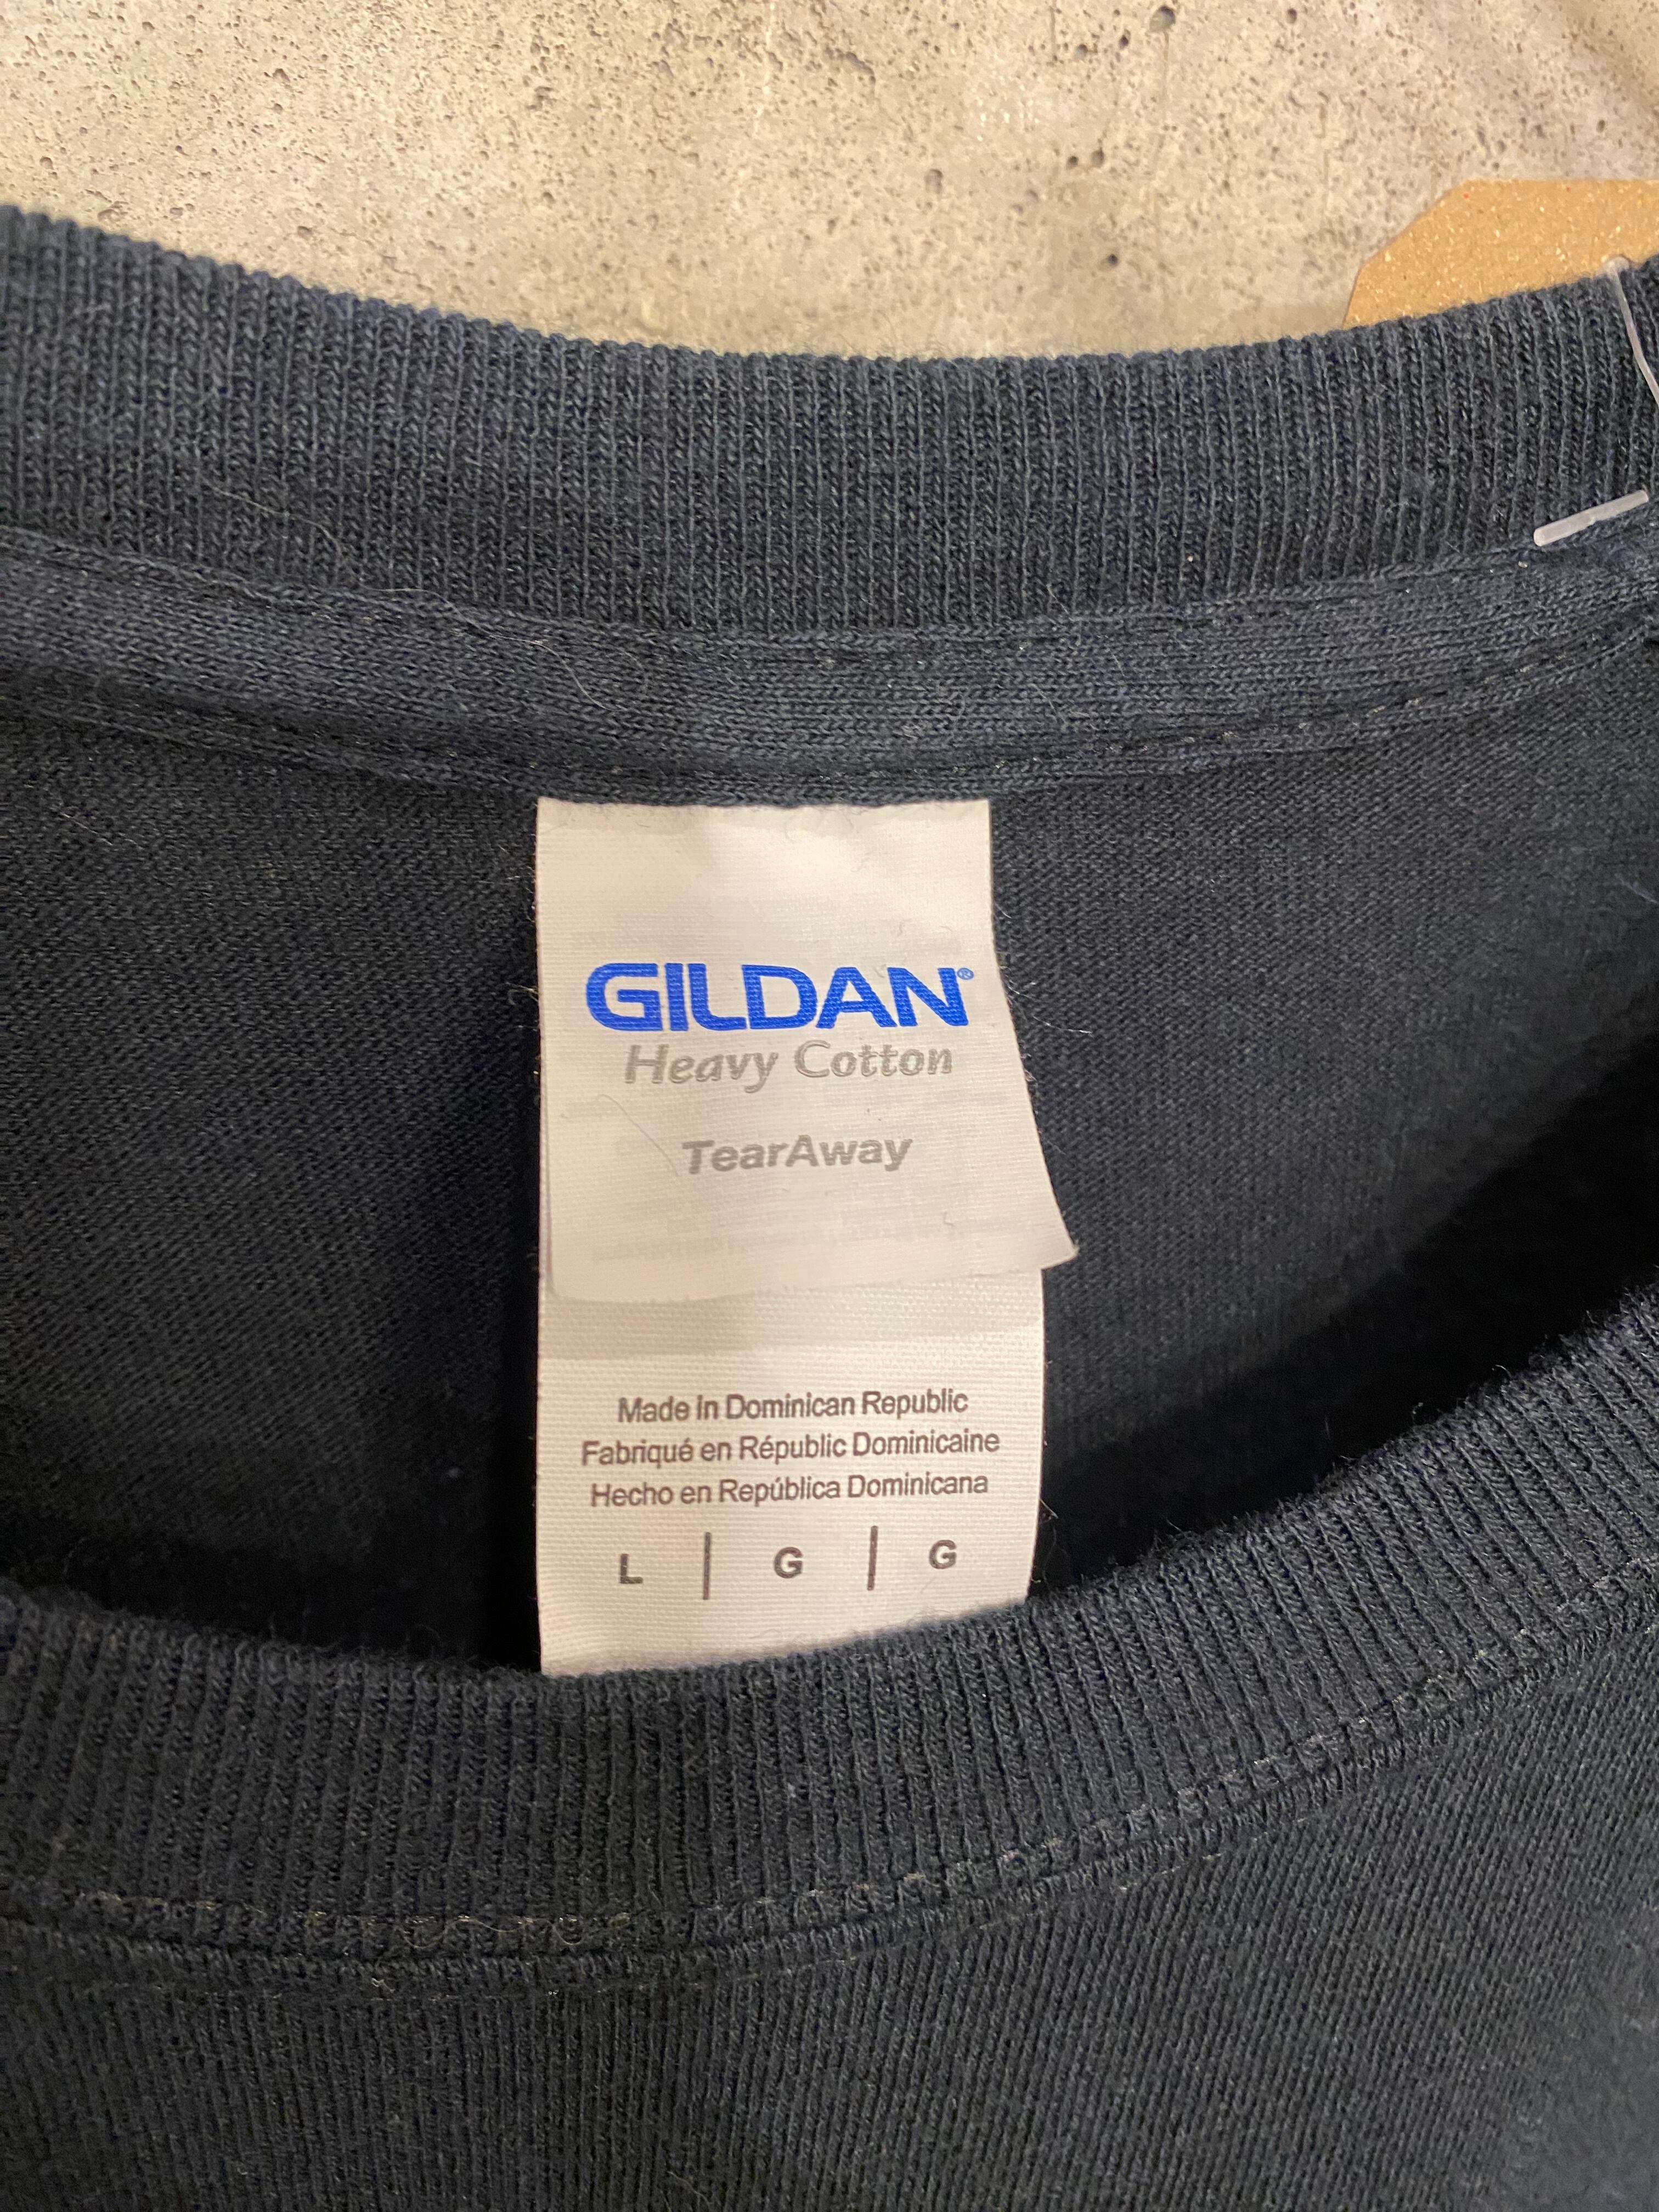 GILDAN®
Heavy Cotton
TearAway
Made in Dominican Republic
Fabriqué en Républic Dominicaine
Hecho en República Dominicana
L | G | G